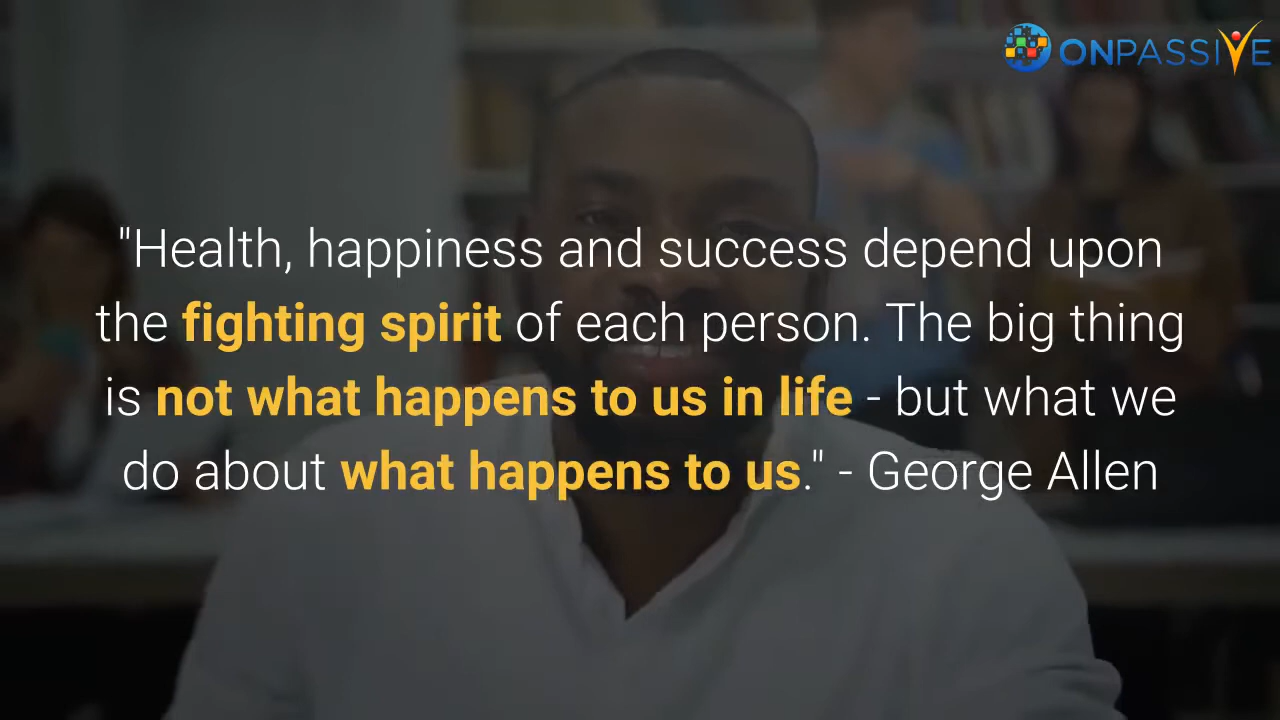 ONPASSIVE
"Health, happiness and success depend upon
the fighting spirit of each person. The big thing
is not what happens to us in life - but what we
do about what happens to us." - George Allen